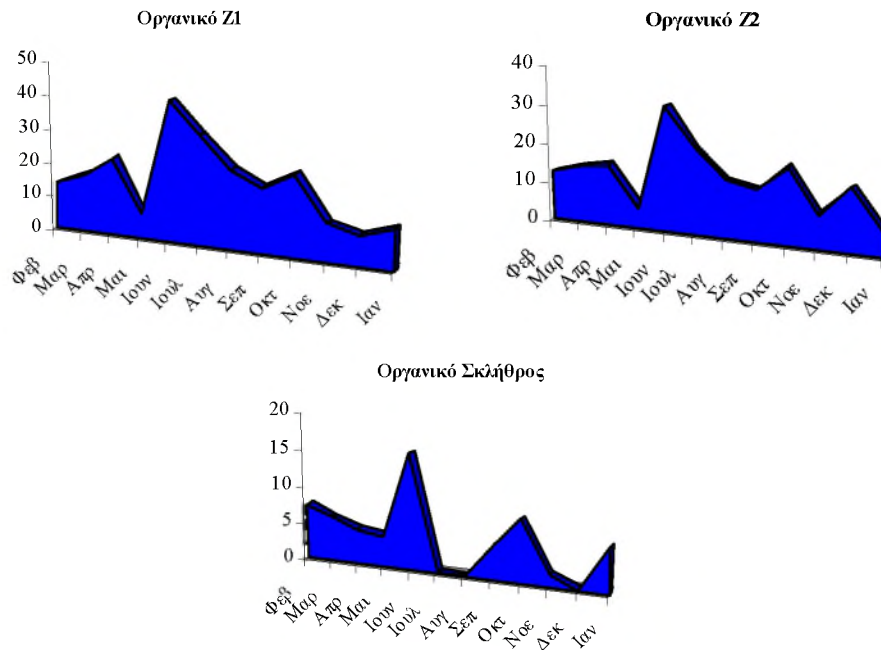 Οργανικό Ζ1
50
40
30
20
10
0
Φεβ
Μαρ
Απρ
Μαι
Ιουν
Ιουλ
Αυγ
Σεπ
Οκτ
Νοε
Δεκ
Ιαν
Οργανικό Ζ2
40
30
20
10
0
Φεβ
Μαρ
Απρ
Μαι
Ιουν
Ιουλ
Αυγ
Σεπ
Οκτ
Νοε
Δεκ
Ιαν
Οργανικό Σκλήθρος
20
15
10
5
0
Φεβ
Μαρ
Απρ
Μαι
Ιουν
Ιουλ
Αυγ
Σεπ
Οκτ
Νοε
Δεκ
Ιαν